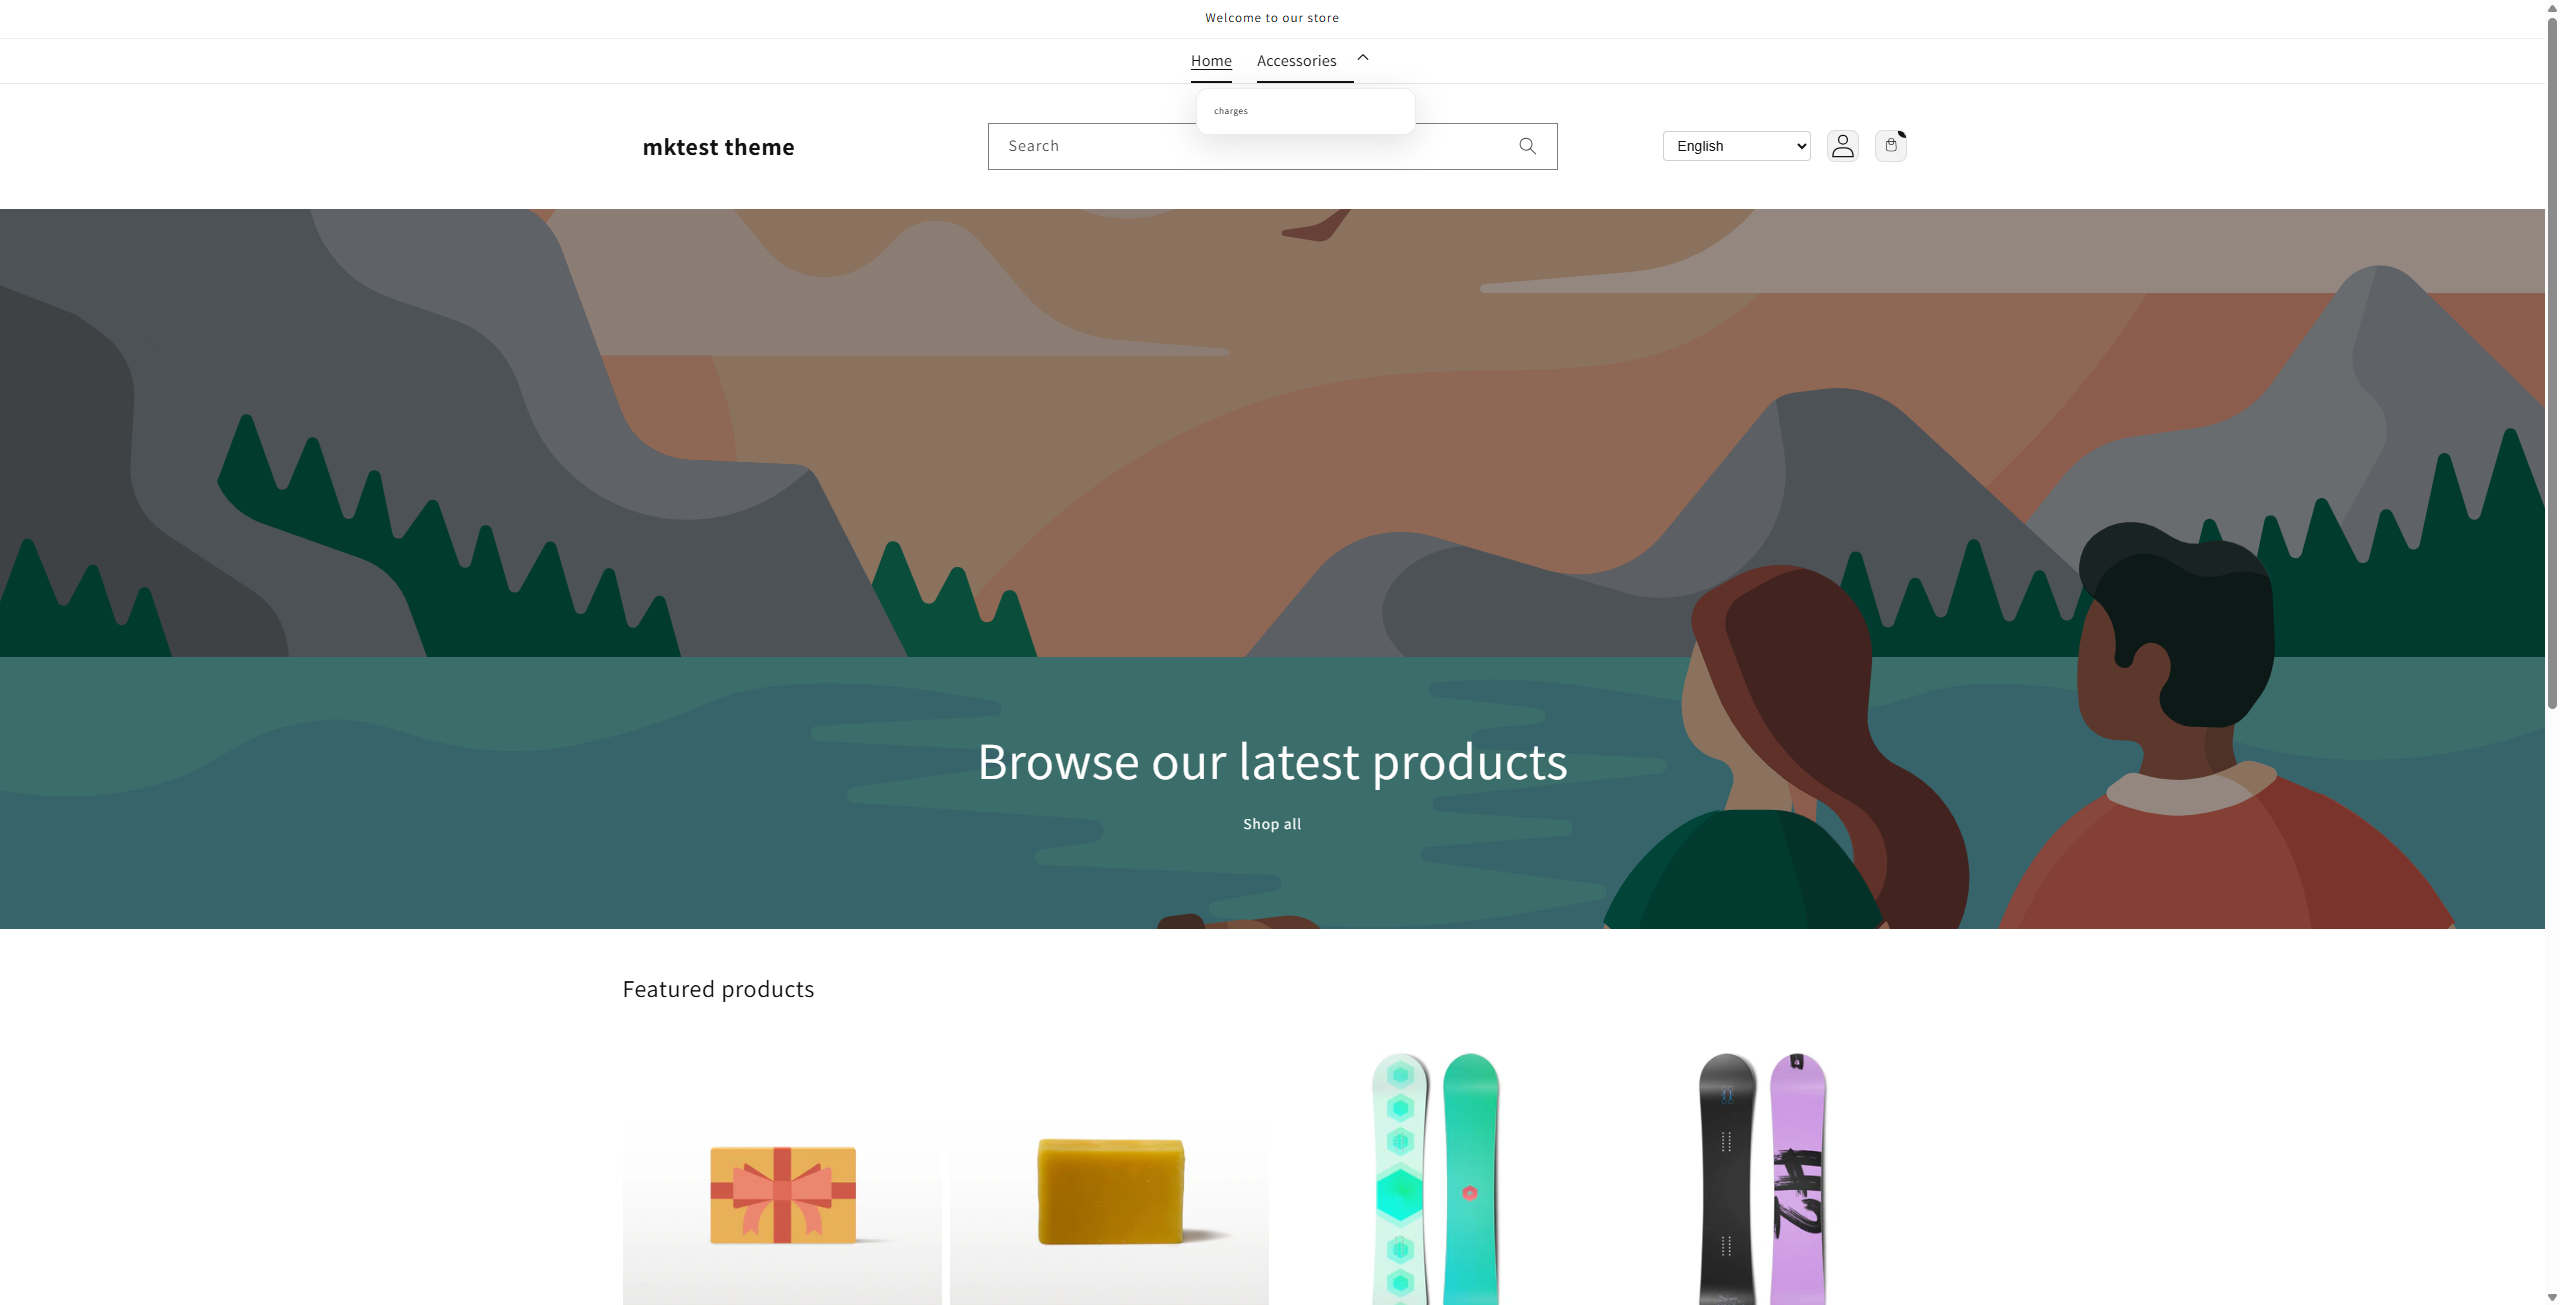 Welcome to our store
Home Accessories
charges
mktest theme
Search
English
Browse our latest products
Shop all
Featured products